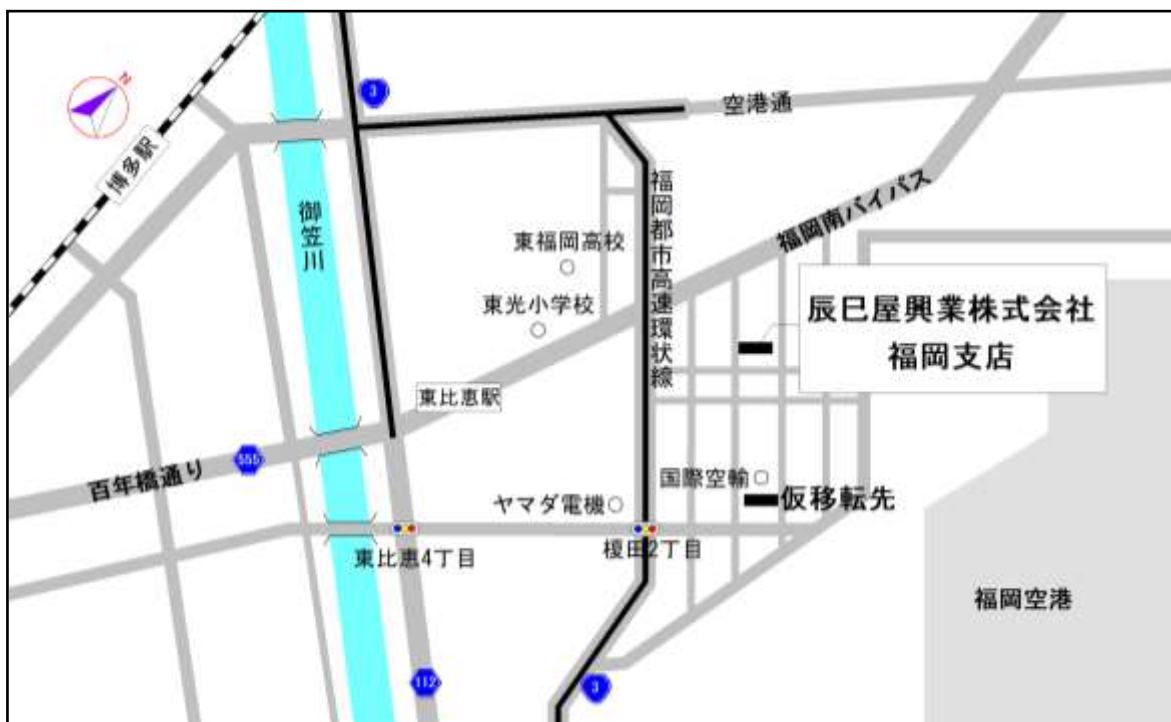 N
3
空港通
博多駅
御笠川
福岡都市高速環状線
福岡南バイパス
東福岡高校
東光小学校
辰巳屋興業株式会社
福岡支店
東比恵駅
555
百年橋通り
国際空輸
ヤマダ電機
仮移転先
東比恵4丁目
榎田2丁目
福岡空港
112
3